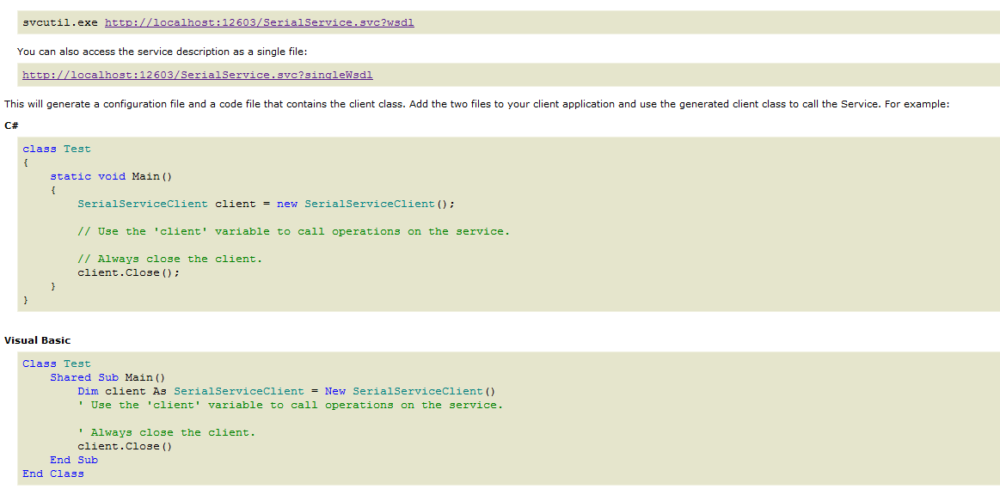 svcutil.exe http://localhost:12603/SerialService.svc?wsdl
You can also access the service description as a single file:
http://localhost:12603/SerialService.svc?singleWsdl
This will generate a configuration file and a code file that contains the client class. Add the two files to your client application and use the generated client class to call the Service. For example:
C#
class Test
{
    static void Main()
    {
        SerialServiceClient client = new SerialServiceClient();
        // Use the 'client' variable to call operations on the service.
        // Always close the client.
        client.Close();
    }
}
Visual Basic
Class Test
    Shared Sub Main()
        Dim client As SerialServiceClient = New SerialServiceClient()
        ' Use the 'client' variable to call operations on the service.
        ' Always close the client.
        client.Close()
    End Sub
End Class